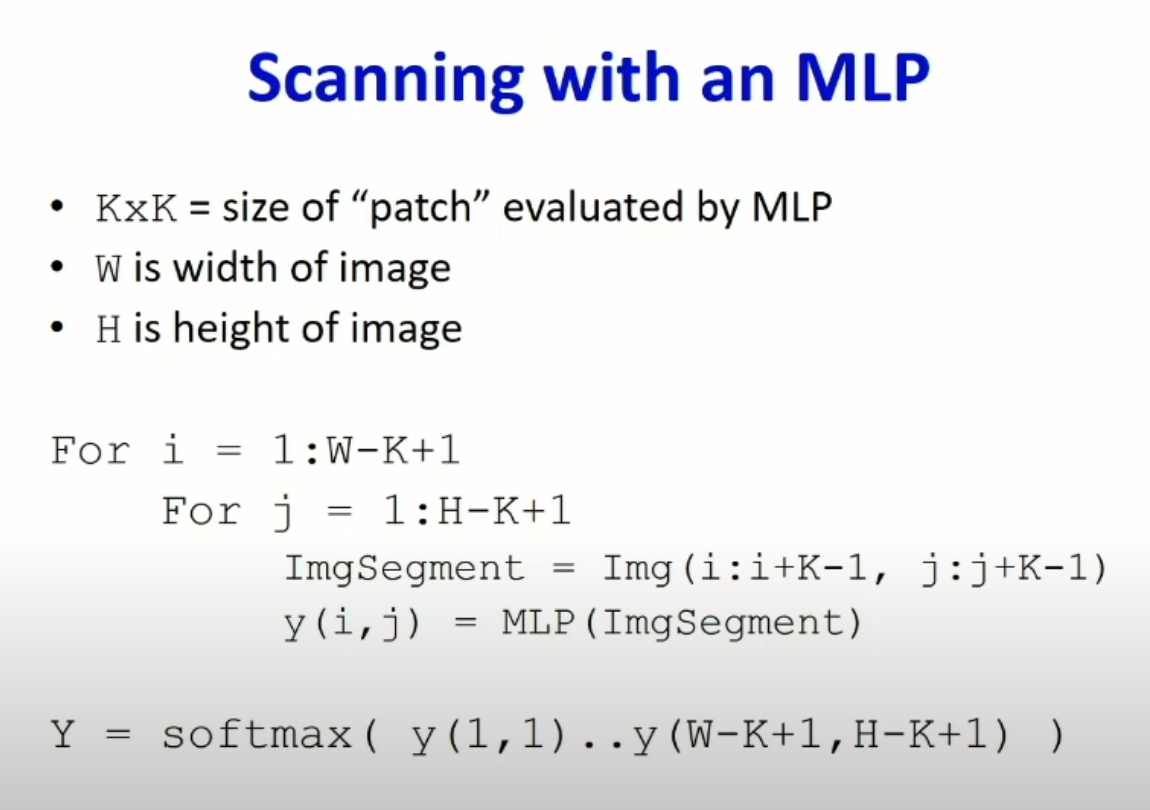 Scanning with an MLP
• KxK = size of “patch” evaluated by MLP
• W is width of image
• H is height of image
For i = 1:W-K+1
For j = 1:H-K+1
ImgSegment = Img(i:i+K-1, j:j+K-1)
y(i,j) = MLP(ImgSegment)
Y = softmax( y(1,1)..y(W-K+1,H-K+1) )